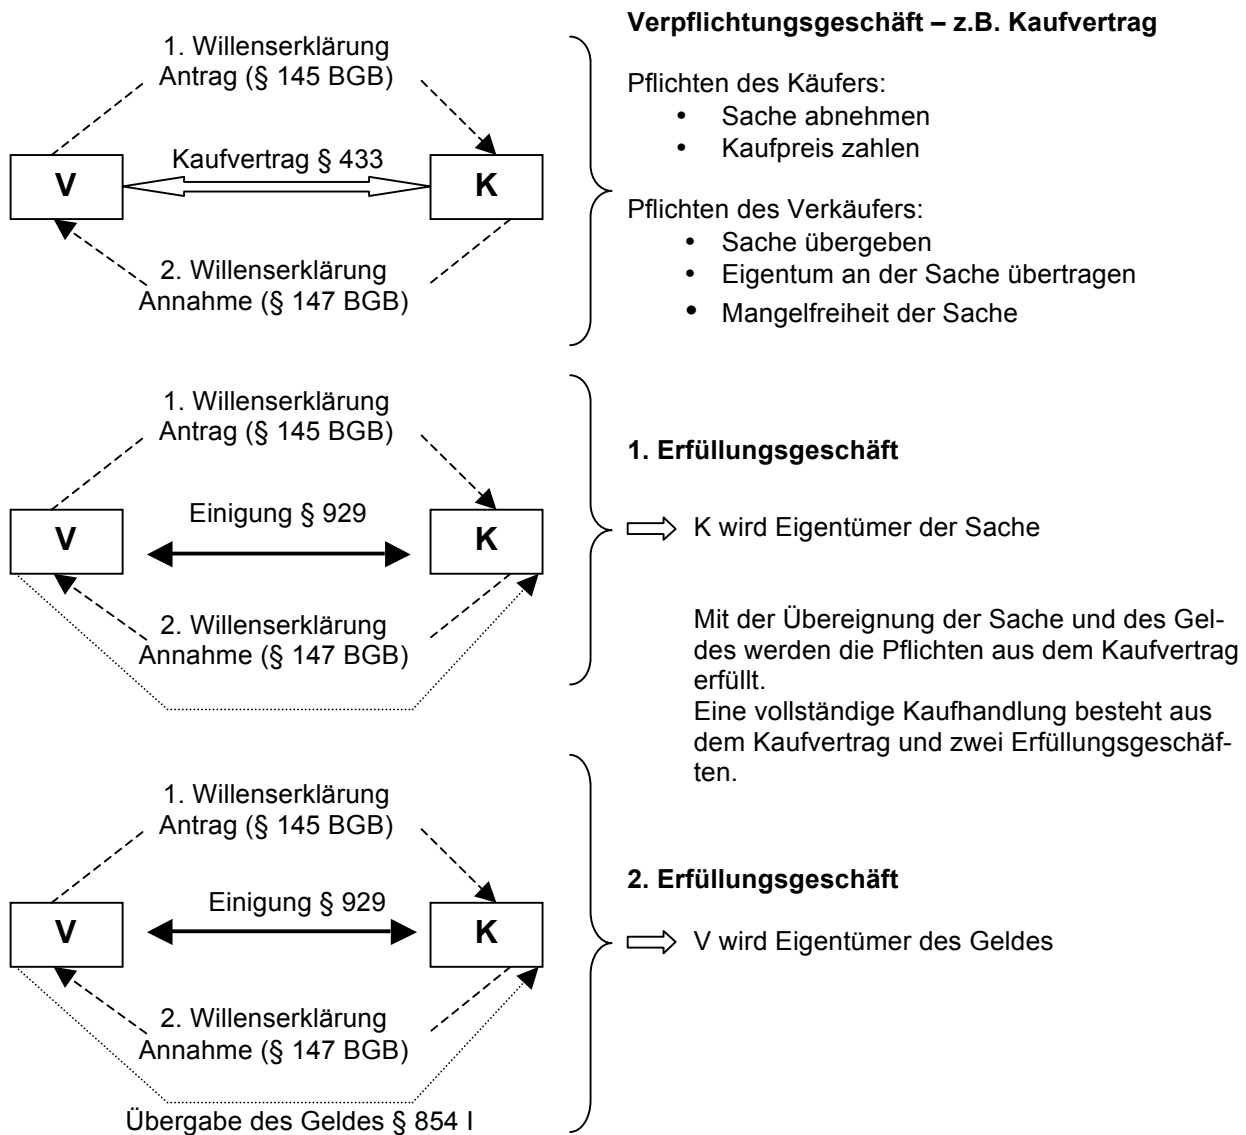 Verpflichtungsgeschäft – z.B. Kaufvertrag
1. Willenserklärung
Antrag (§ 145 BGB)
V
Kaufvertrag § 433
K
2. Willenserklärung
Annahme (§ 147 BGB)
Pflichten des Käufers:
• Sache abnehmen
• Kaufpreis zahlen
Pflichten des Verkäufers:
• Sache übergeben
• Eigentum an der Sache übertragen
• Mangelfreiheit der Sache
1. Willenserklärung
Antrag (§ 145 BGB)
V
Einigung § 929
K
2. Willenserklärung
Annahme (§ 147 BGB)
1. Erfüllungsgeschäft
K wird Eigentümer der Sache
Mit der Übereignung der Sache und des Gel-
des werden die Pflichten aus dem Kaufvertrag
erfüllt.
Eine vollständige Kaufhandlung besteht aus
dem Kaufvertrag und zwei Erfüllungsgeschäf-
ten.
1. Willenserklärung
Antrag (§ 145 BGB)
V
Einigung § 929
K
2. Willenserklärung
Annahme (§ 147 BGB)
Übergabe des Geldes § 854 I
2. Erfüllungsgeschäft
V wird Eigentümer des Geldes